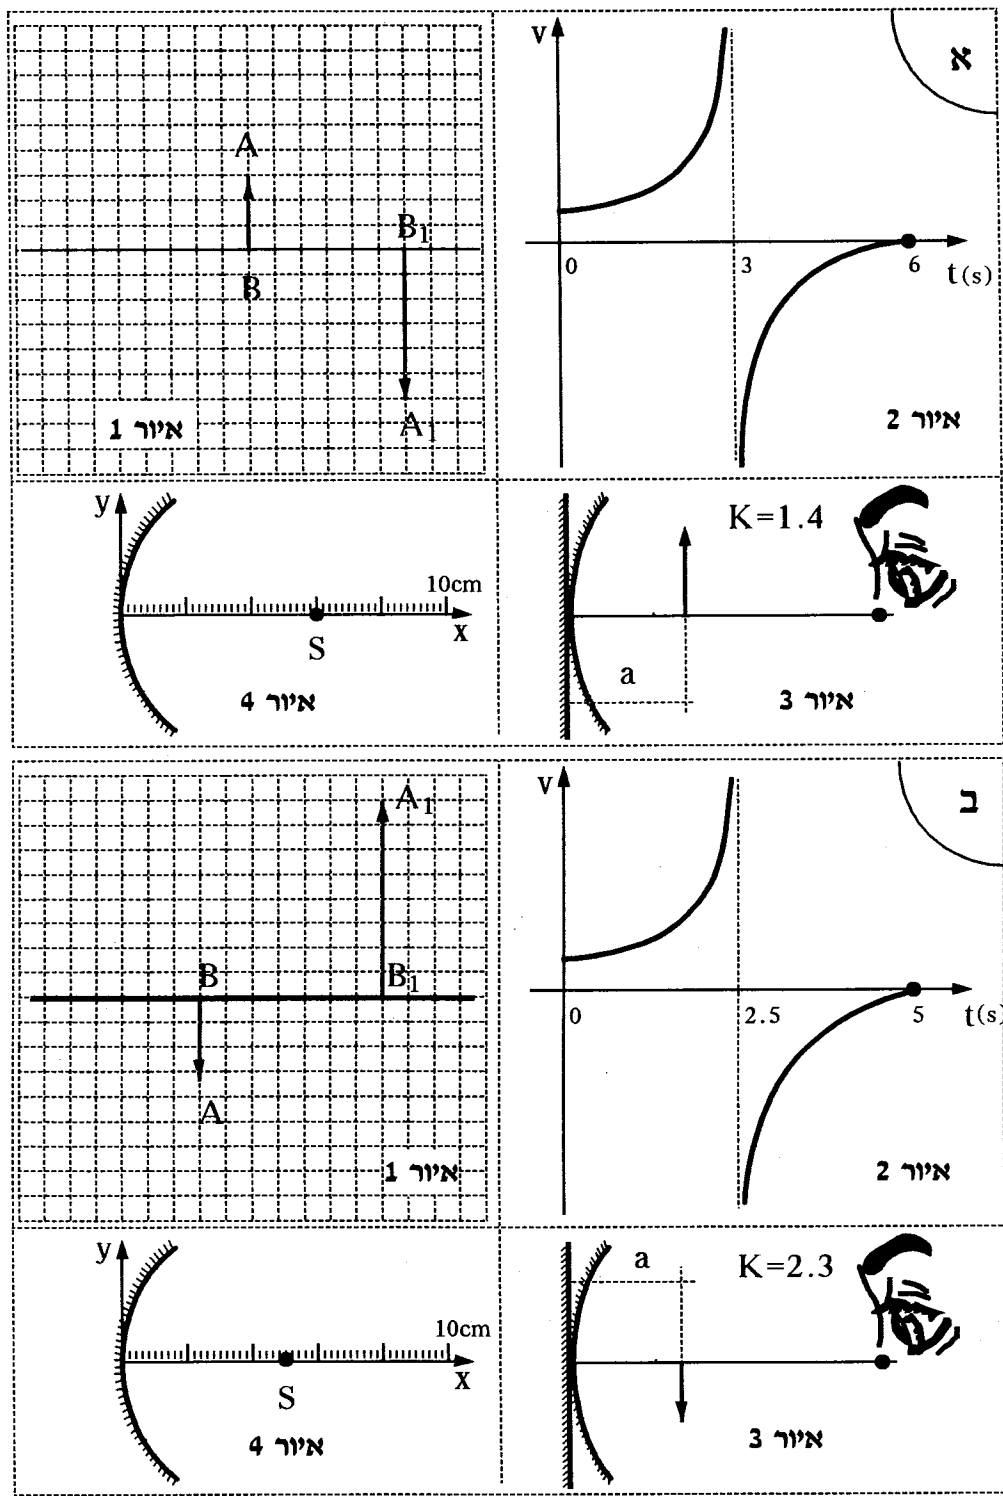 א
A
B₁
B
A₁
איור 1
v
0
3
6
t(s)
איור 2
y
10cm
x
S
איור 4
K=1.4
a
איור 3
ב
A₁
B
B₁
A
איור 1
v
0
2.5
5
t(s)
איור 2
y
10cm
x
S
איור 4
a
K=2.3
איור 3